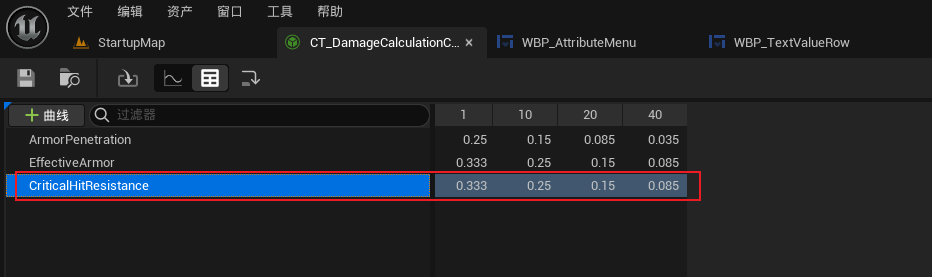 文件 编辑 资产 窗口 工具 帮助
StartupMap CT_DamageCalculationC... × WBP_AttributeMenu WBP_TextValueRow
+ 曲线 过滤器 1 10 20 40
ArmorPenetration 0.25 0.15 0.085 0.035
EffectiveArmor 0.333 0.25 0.15 0.085
CriticalHitResistance 0.333 0.25 0.15 0.085